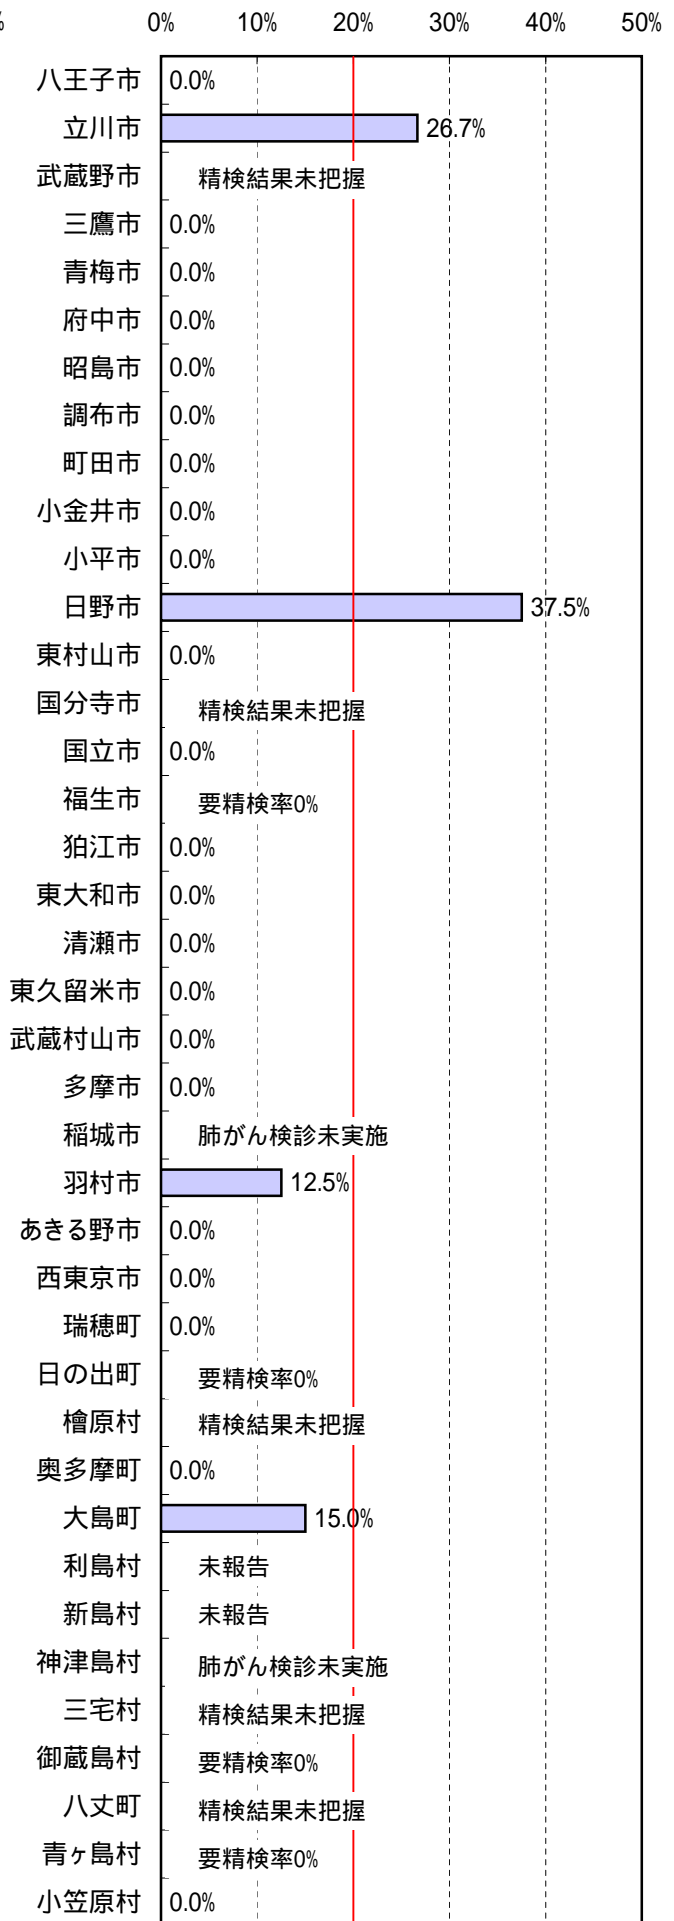 %
0% 10% 20% 30% 40% 50%
八王子市 0.0%
立川市 26.7%
武蔵野市 精検結果未把握
三鷹市 0.0%
青梅市 0.0%
府中市 0.0%
昭島市 0.0%
調布市 0.0%
町田市 0.0%
小金井市 0.0%
小平市 0.0%
日野市 37.5%
東村山市 0.0%
国分寺市 精検結果未把握
国立市 0.0%
福生市 要精検率0%
狛江市 0.0%
東大和市 0.0%
清瀬市 0.0%
東久留米市 0.0%
武蔵村山市 0.0%
多摩市 0.0%
稲城市 肺がん検診未実施
羽村市 12.5%
あきる野市 0.0%
西東京市 0.0%
瑞穂町 0.0%
日の出町 要精検率0%
檜原村 精検結果未把握
奥多摩町 0.0%
大島町 15.0%
利島村 未報告
新島村 未報告
神津島村 肺がん検診未実施
三宅村 精検結果未把握
御蔵島村 要精検率0%
八丈町 精検結果未把握
青ヶ島村 要精検率0%
小笠原村 0.0%